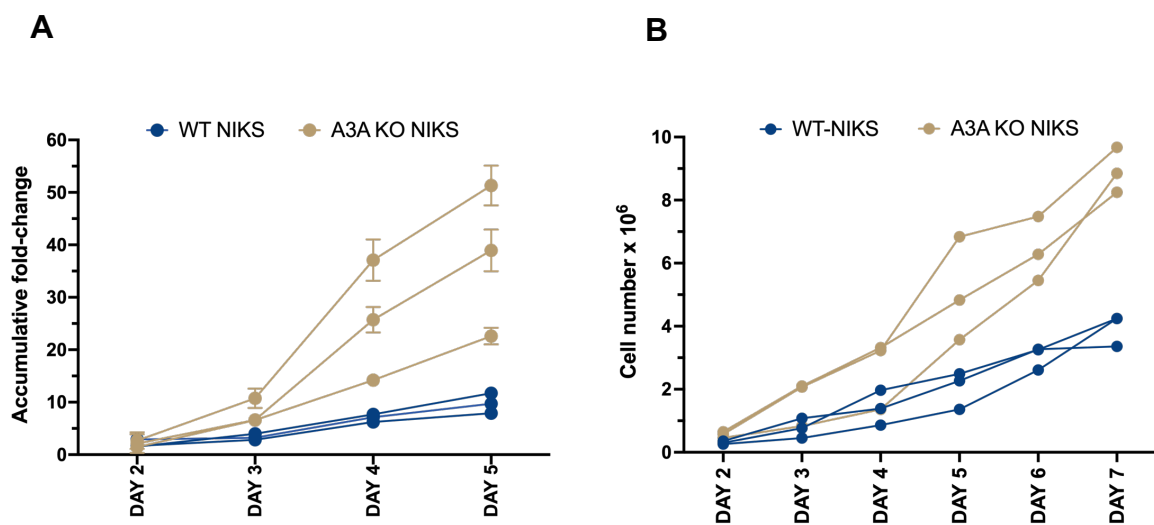 A
WT NIKS
A3A KO NIKS
Accumulative fold-change
60
50
40
30
20
10
0
DAY 2
DAY 3
DAY 4
DAY 5
B
WT-NIKS
A3A KO NIKS
Cell number x 10⁶
10
8
6
4
2
0
DAY 2
DAY 3
DAY 4
DAY 5
DAY 6
DAY 7